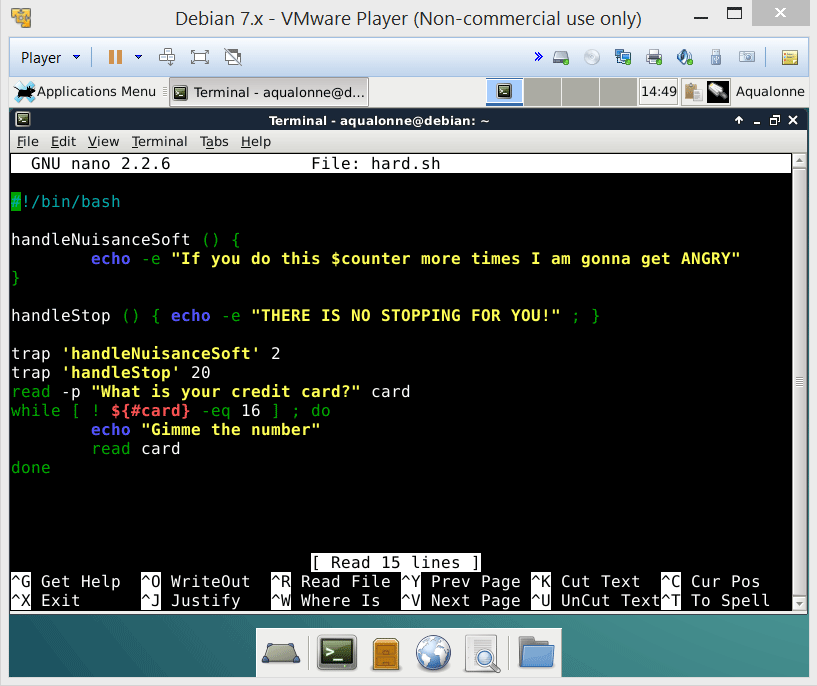 Debian 7.x - VMware Player (Non-commercial use only)
Player
Applications Menu
Terminal - aqualonne@d...
14:49
Aqualonne
Terminal - aqualonne@debian: ~
File Edit View Terminal Tabs Help
GNU nano 2.2.6 File: hard.sh
#!/bin/bash
handleNuisanceSoft () {
echo -e "If you do this $counter more times I am gonna get ANGRY"
}
handleStop () { echo -e "THERE IS NO STOPPING FOR YOU!" ; }
trap 'handleNuisanceSoft' 2
trap 'handleStop' 20
read -p "What is your credit card?" card
while [ ! ${#card} -eq 16 ] ; do
echo "Gimme the number"
read card
done
[ Read 15 lines ]
^G Get Help ^O WriteOut ^R Read File ^Y Prev Page ^K Cut Text ^C Cur Pos
^X Exit ^J Justify ^W Where Is ^V Next Page ^U UnCut Text ^T To Spell